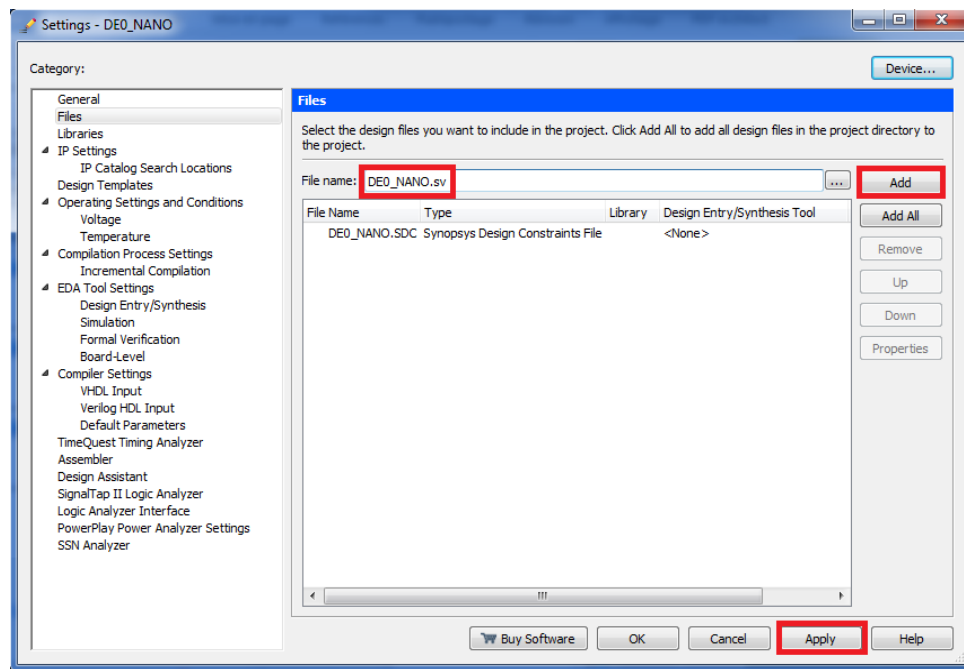 Settings - DE0_NANO
Category:
Device...
General
Files
Libraries
IP Settings
IP Catalog Search Locations
Design Templates
Operating Settings and Conditions
Voltage
Temperature
Compilation Process Settings
Incremental Compilation
EDA Tool Settings
Design Entry/Synthesis
Simulation
Formal Verification
Board-Level
Compiler Settings
VHDL Input
Verilog HDL Input
Default Parameters
TimeQuest Timing Analyzer
Assembler
Design Assistant
SignalTap II Logic Analyzer
Logic Analyzer Interface
PowerPlay Power Analyzer Settings
SSN Analyzer
Files
Select the design files you want to include in the project. Click Add All to add all design files in the project directory to
the project.
File name: DE0_NANO.sv ... Add
File Name Type Library Design Entry/Synthesis Tool
DE0_NANO.SDC Synopsys Design Constraints File <None>
Add All
Remove
Up
Down
Properties
Buy Software OK Cancel Apply Help